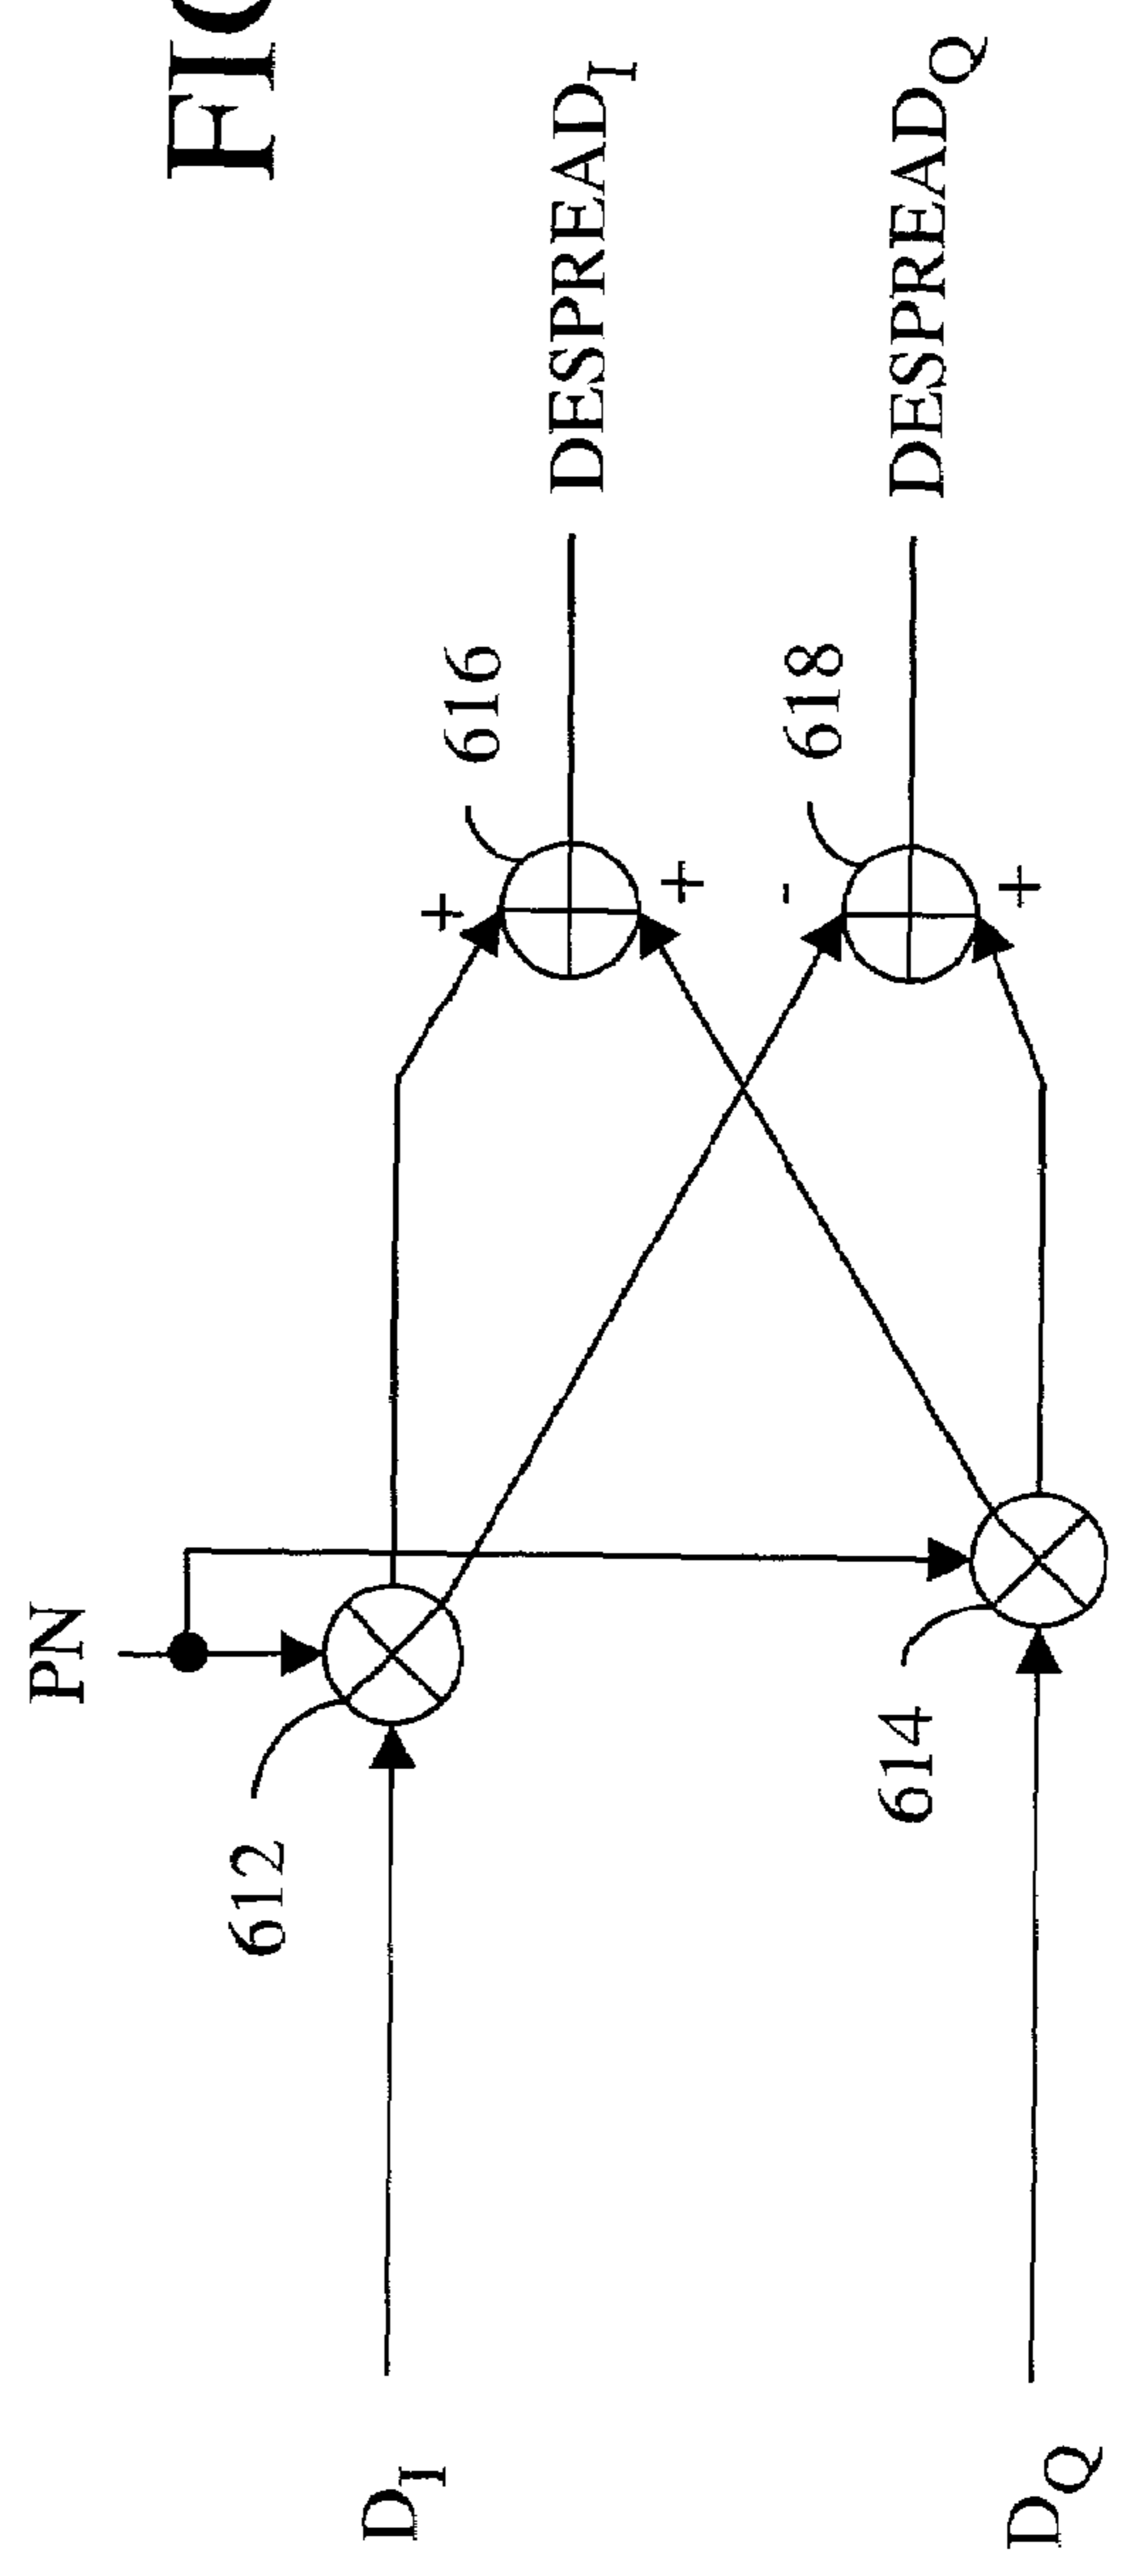 FIG
PN
612
616
D_I
DESPREAD_I
+
+
614
618
-
+
D_Q
DESPREAD_Q